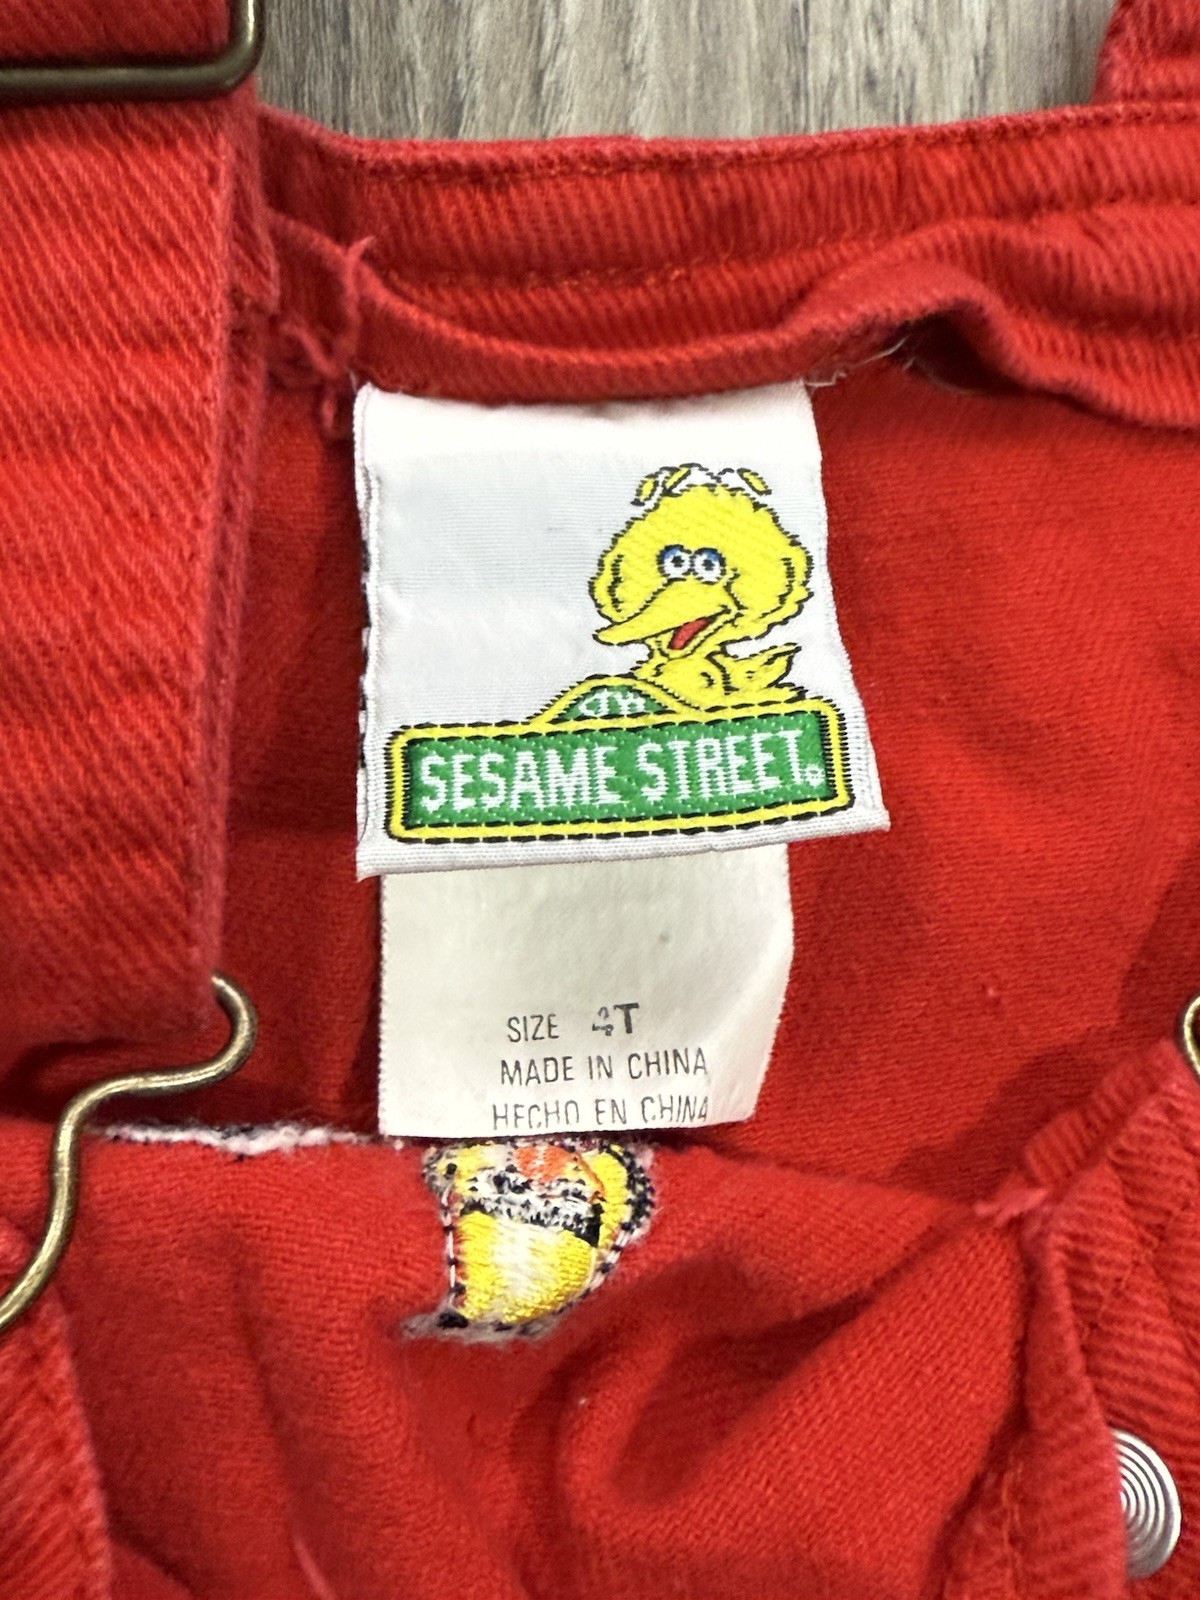 SESAME STREET®
SIZE 4T
MADE IN CHINA
HECHO EN CHINA